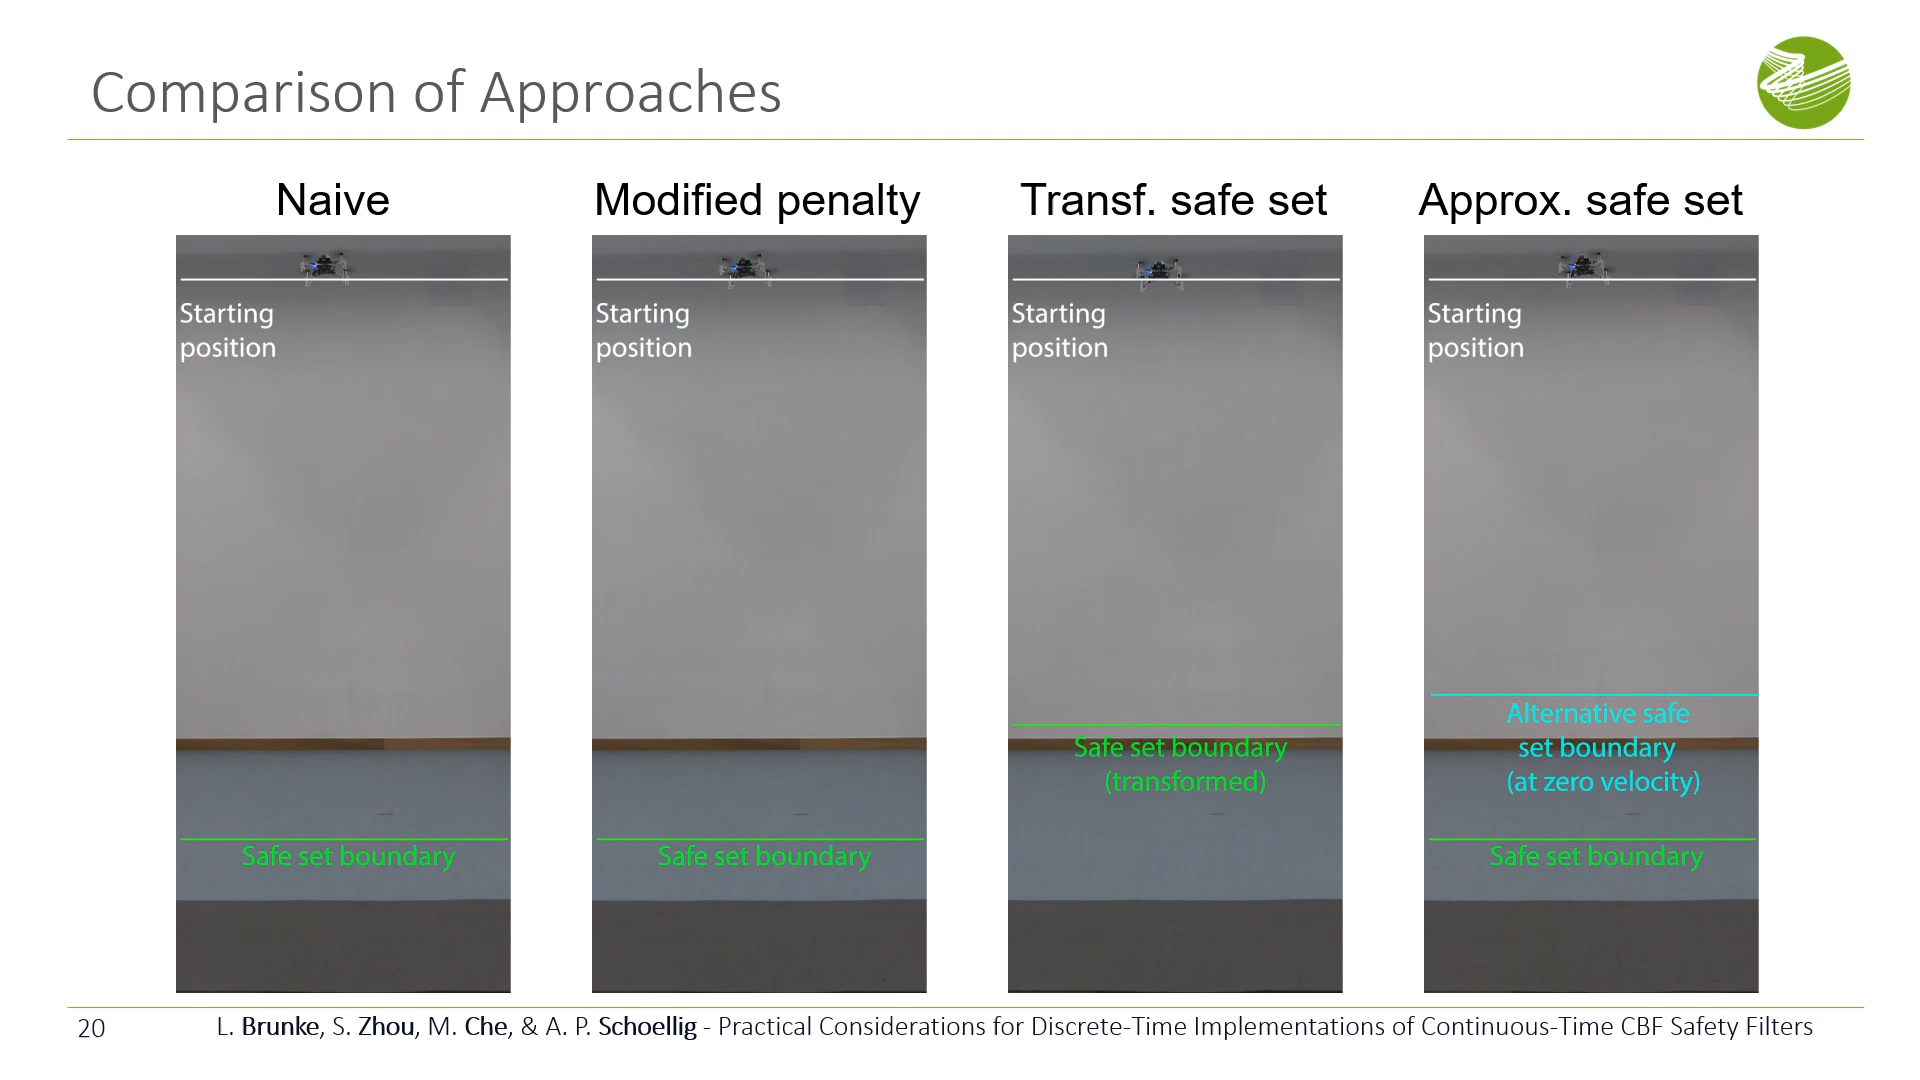 Comparison of Approaches
Naive
Modified penalty
Transf. safe set
Approx. safe set
Starting
position
Safe set boundary
Starting
position
Safe set boundary
Starting
position
Safe set boundary
(transformed)
Starting
position
Alternative safe
set boundary
(at zero velocity)
Safe set boundary
20
L. Brunke, S. Zhou, M. Che, & A. P. Schoellig - Practical Considerations for Discrete-Time Implementations of Continuous-Time CBF Safety Filters